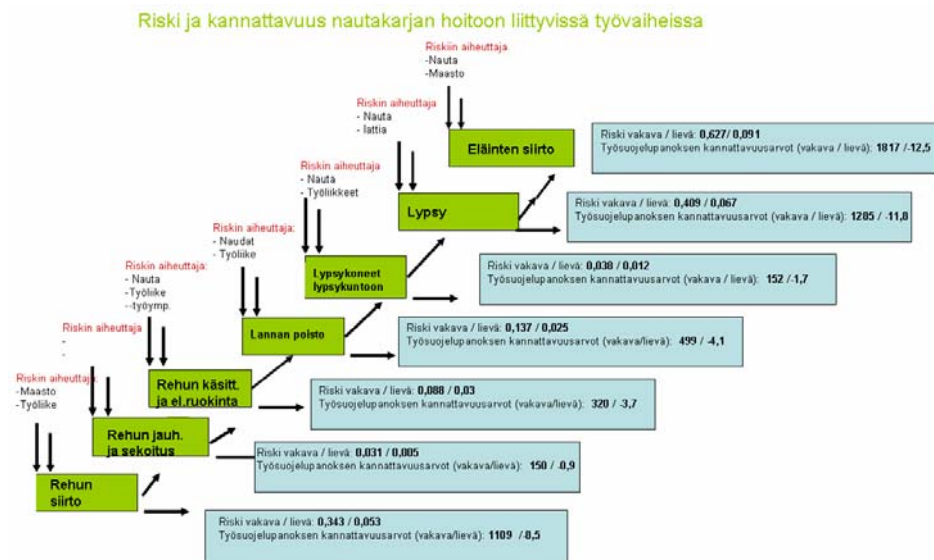 Riski ja kannattavuus nautakarjan hoitoon liittyvissä työvaiheissa
Riskiin aiheuttaja
-Nauta
-Maasto
Eläinten siirto
Riski vakava / lievä: 0,627/ 0,091
Työsuojelupanoksen kannattavuusarvot (vakava / lievä): 1817 /-12,5
Riskin aiheuttaja
- Nauta
- lattia
Lypsy
Riski vakava / lievä: 0,409 / 0,067
Työsuojelupanoksen kannattavuusarvot (vakava / lievä): 1285 / -11,8
Riskin aiheuttaja
- Nauta
- Työliikkeet
Lypsykoneet
lypsykuntoon
Riski vakava / lievä: 0,038 / 0,012
Työsuojelupanoksen kannattavuusarvot (vakava / lievä): 152 /-1,7
Riskin aiheuttaja:
- Naudat
- Työliike
Lannan poisto
Riski vakava / lievä: 0,137 / 0,025
Työsuojelupanoksen kannattavuusarvot (vakava/lievä): 499 / -4,1
Riskin aiheuttaja:
- Nauta
-Työliike
--työymp.
Rehun käsitt.
ja el.ruokinta
Riski vakava / lievä: 0,088 / 0,03
Työsuojelupanoksen kannattavuusarvot (vakava/lievä): 320 / -3,7
Riskin aiheuttaja
-
-
Rehun jauh.
ja sekoitus
Riski vakava / lievä: 0,031 / 0,005
Työsuojelupanoksen kannattavuusarvot (vakava/lievä): 150 / -0,9
Riskin aiheuttaja:
-Maasto
-Työliike
Rehun
siirto
Riski vakava / lievä: 0,343 / 0,053
Työsuojelupanoksen kannattavuusarvot (vakava/lievä): 1109 /-8,5